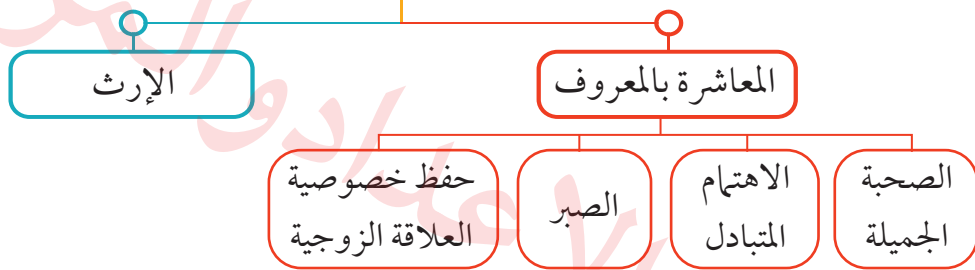 المعاشرة بالمعروف
الإرث
الصحبة
الجميلة
الاهتمام
المتبادل
الصبر
حفظ خصوصية
العلاقة الزوجية